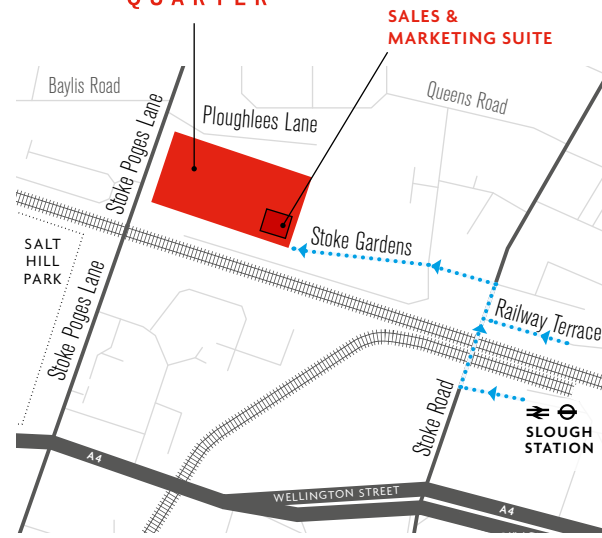 QUARTER
SALES &
MARKETING SUITE
Baylis Road
Queens Road
Ploughlees Lane
Stoke Poges Lane
Stoke Gardens
SALT
HILL
PARK
Stoke Poges Lane
Railway Terrace
Stoke Road
SLOUGH
STATION
A4
WELLINGTON STREET
A4